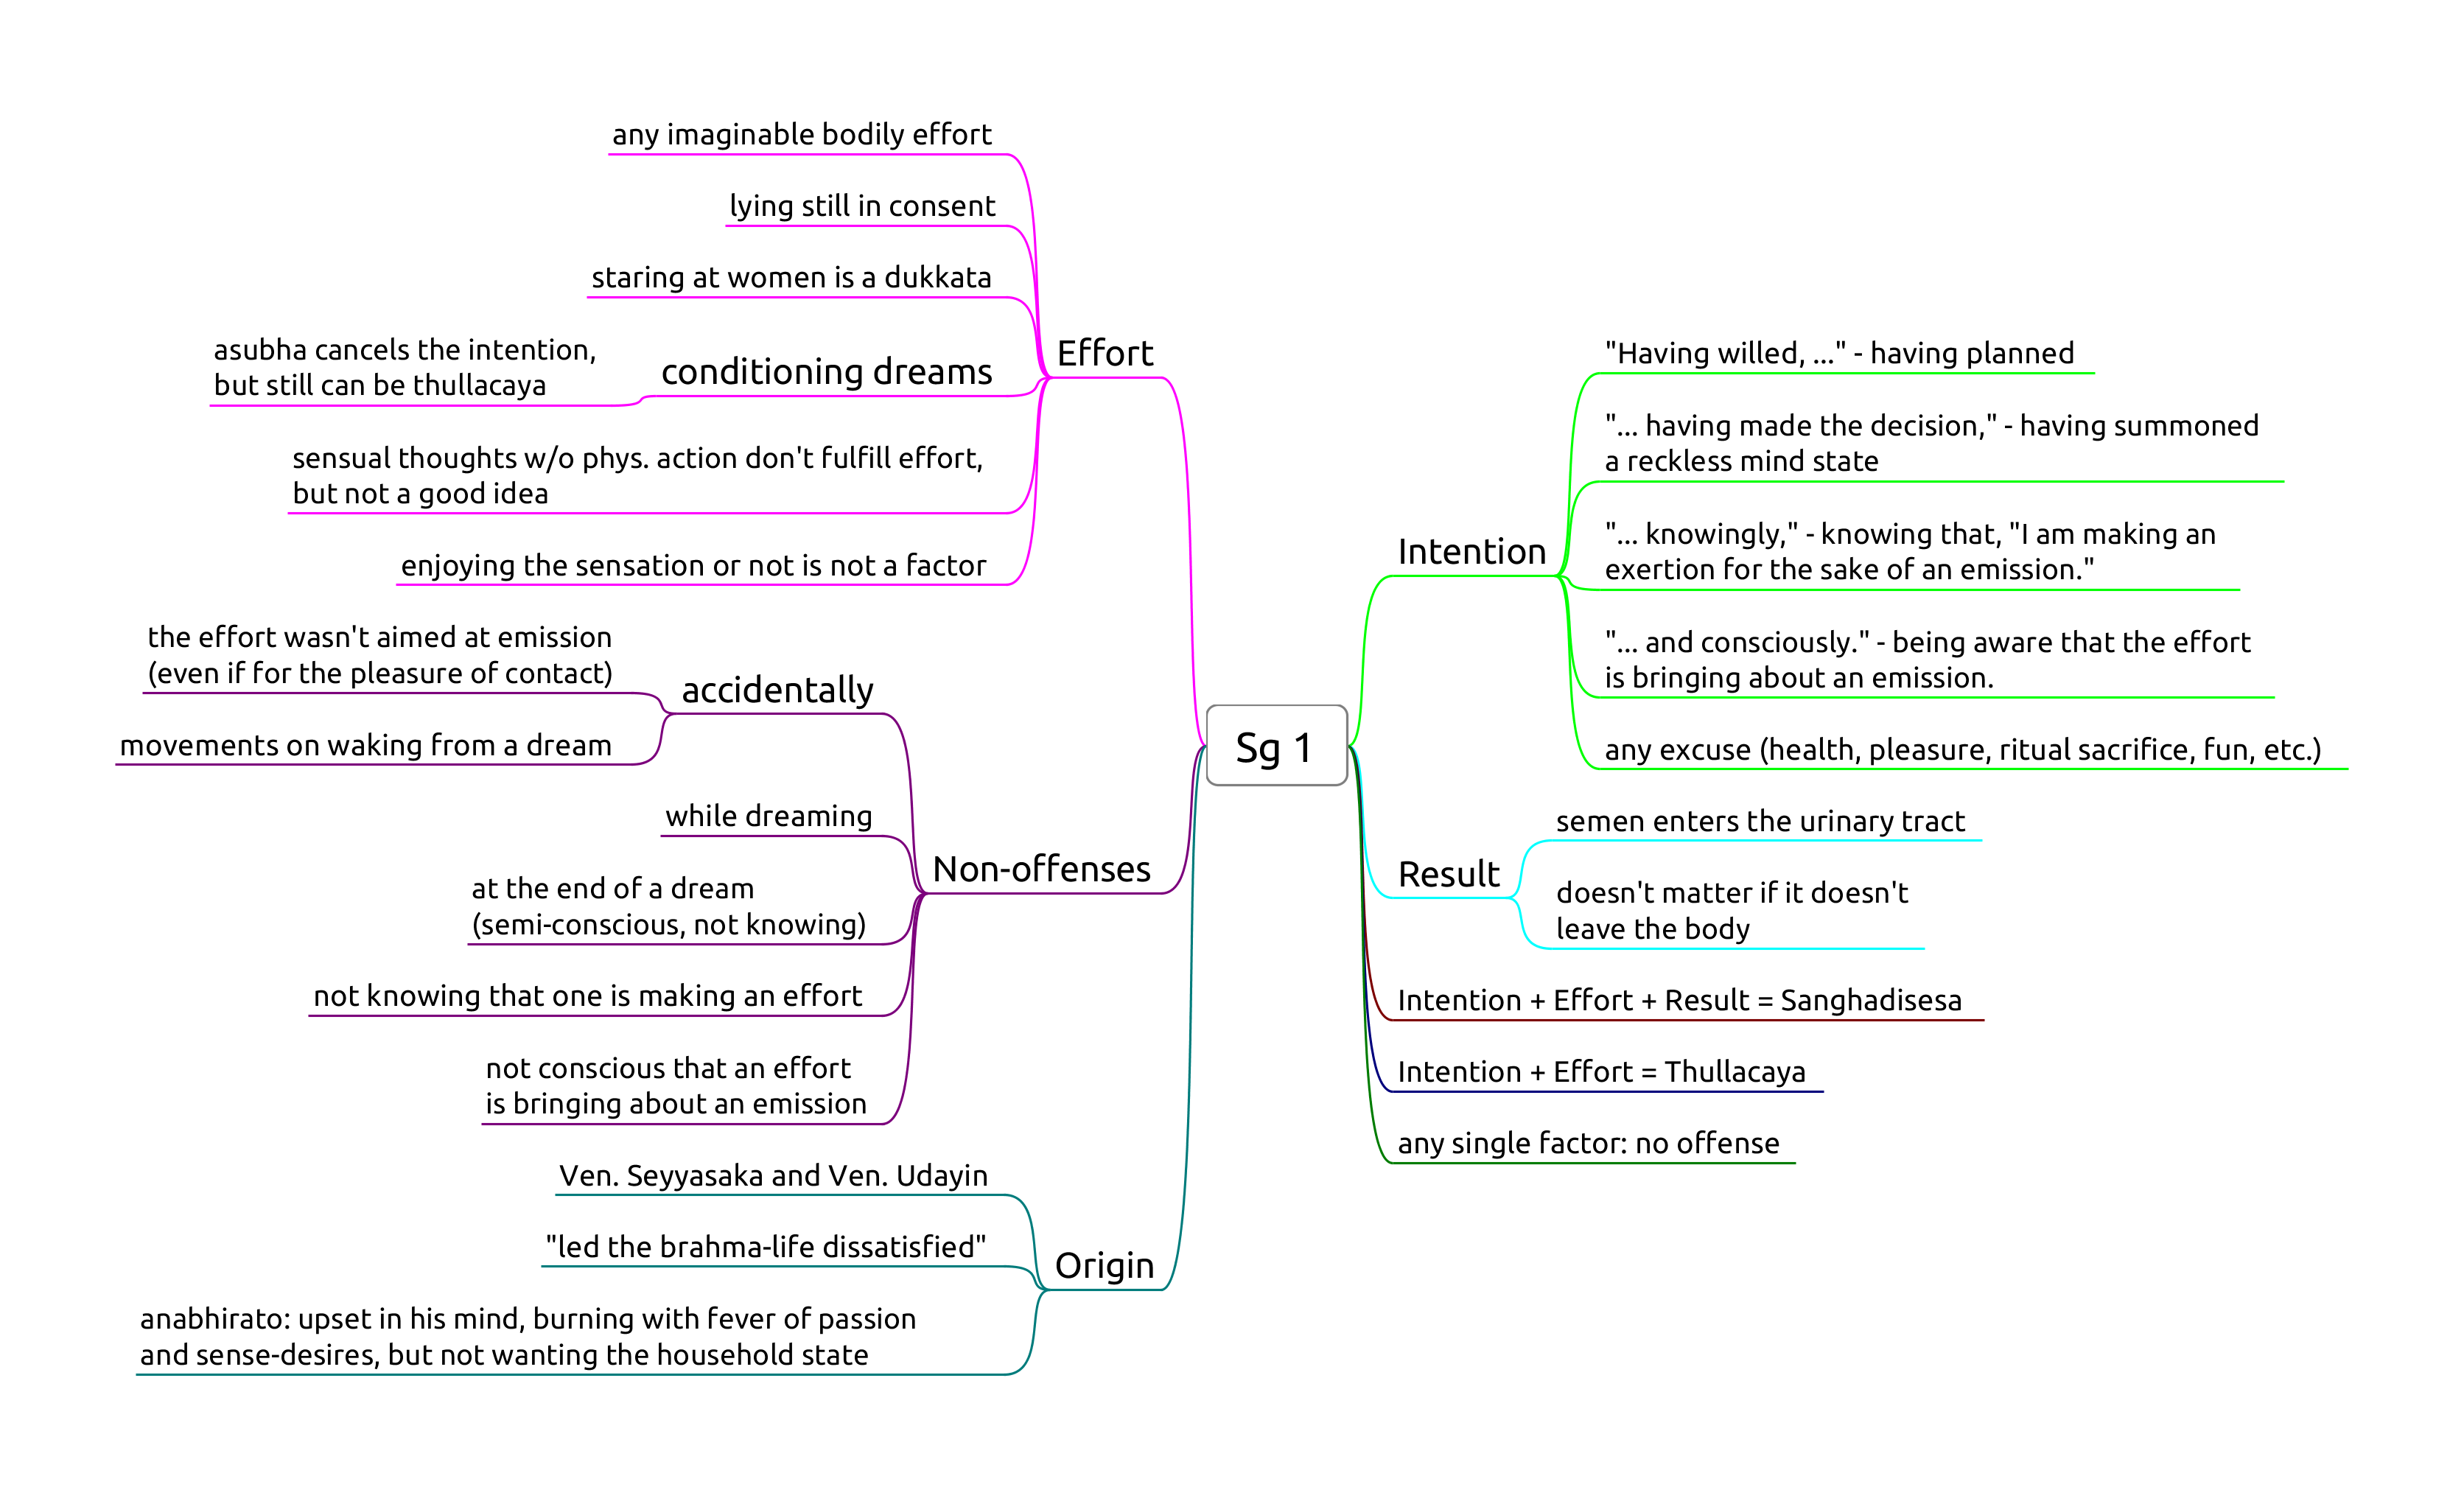 any imaginable bodily effort
lying still in consent
staring at women is a dukkata
Effort
conditioning dreams
asubha cancels the intention,
but still can be thullacaya
sensual thoughts w/o phys. action don't fulfill effort,
but not a good idea
enjoying the sensation or not is not a factor
the effort wasn't aimed at emission
(even if for the pleasure of contact)
accidentally
movements on waking from a dream
while dreaming
Non-offenses
at the end of a dream
(semi-conscious, not knowing)
not knowing that one is making an effort
not conscious that an effort
is bringing about an emission
Ven. Seyyasaka and Ven. Udayin
"led the brahma-life dissatisfied"
Origin
anabhirato: upset in his mind, burning with fever of passion
and sense-desires, but not wanting the household state
Sg 1
"Having willed, ..." - having planned
"... having made the decision," - having summoned
a reckless mind state
"... knowingly," - knowing that, "I am making an
exertion for the sake of an emission."
Intention
"... and consciously." - being aware that the effort
is bringing about an emission.
any excuse (health, pleasure, ritual sacrifice, fun, etc.)
semen enters the urinary tract
Result
doesn't matter if it doesn't
leave the body
Intention + Effort + Result = Sanghadisesa
Intention + Effort = Thullacaya
any single factor: no offense